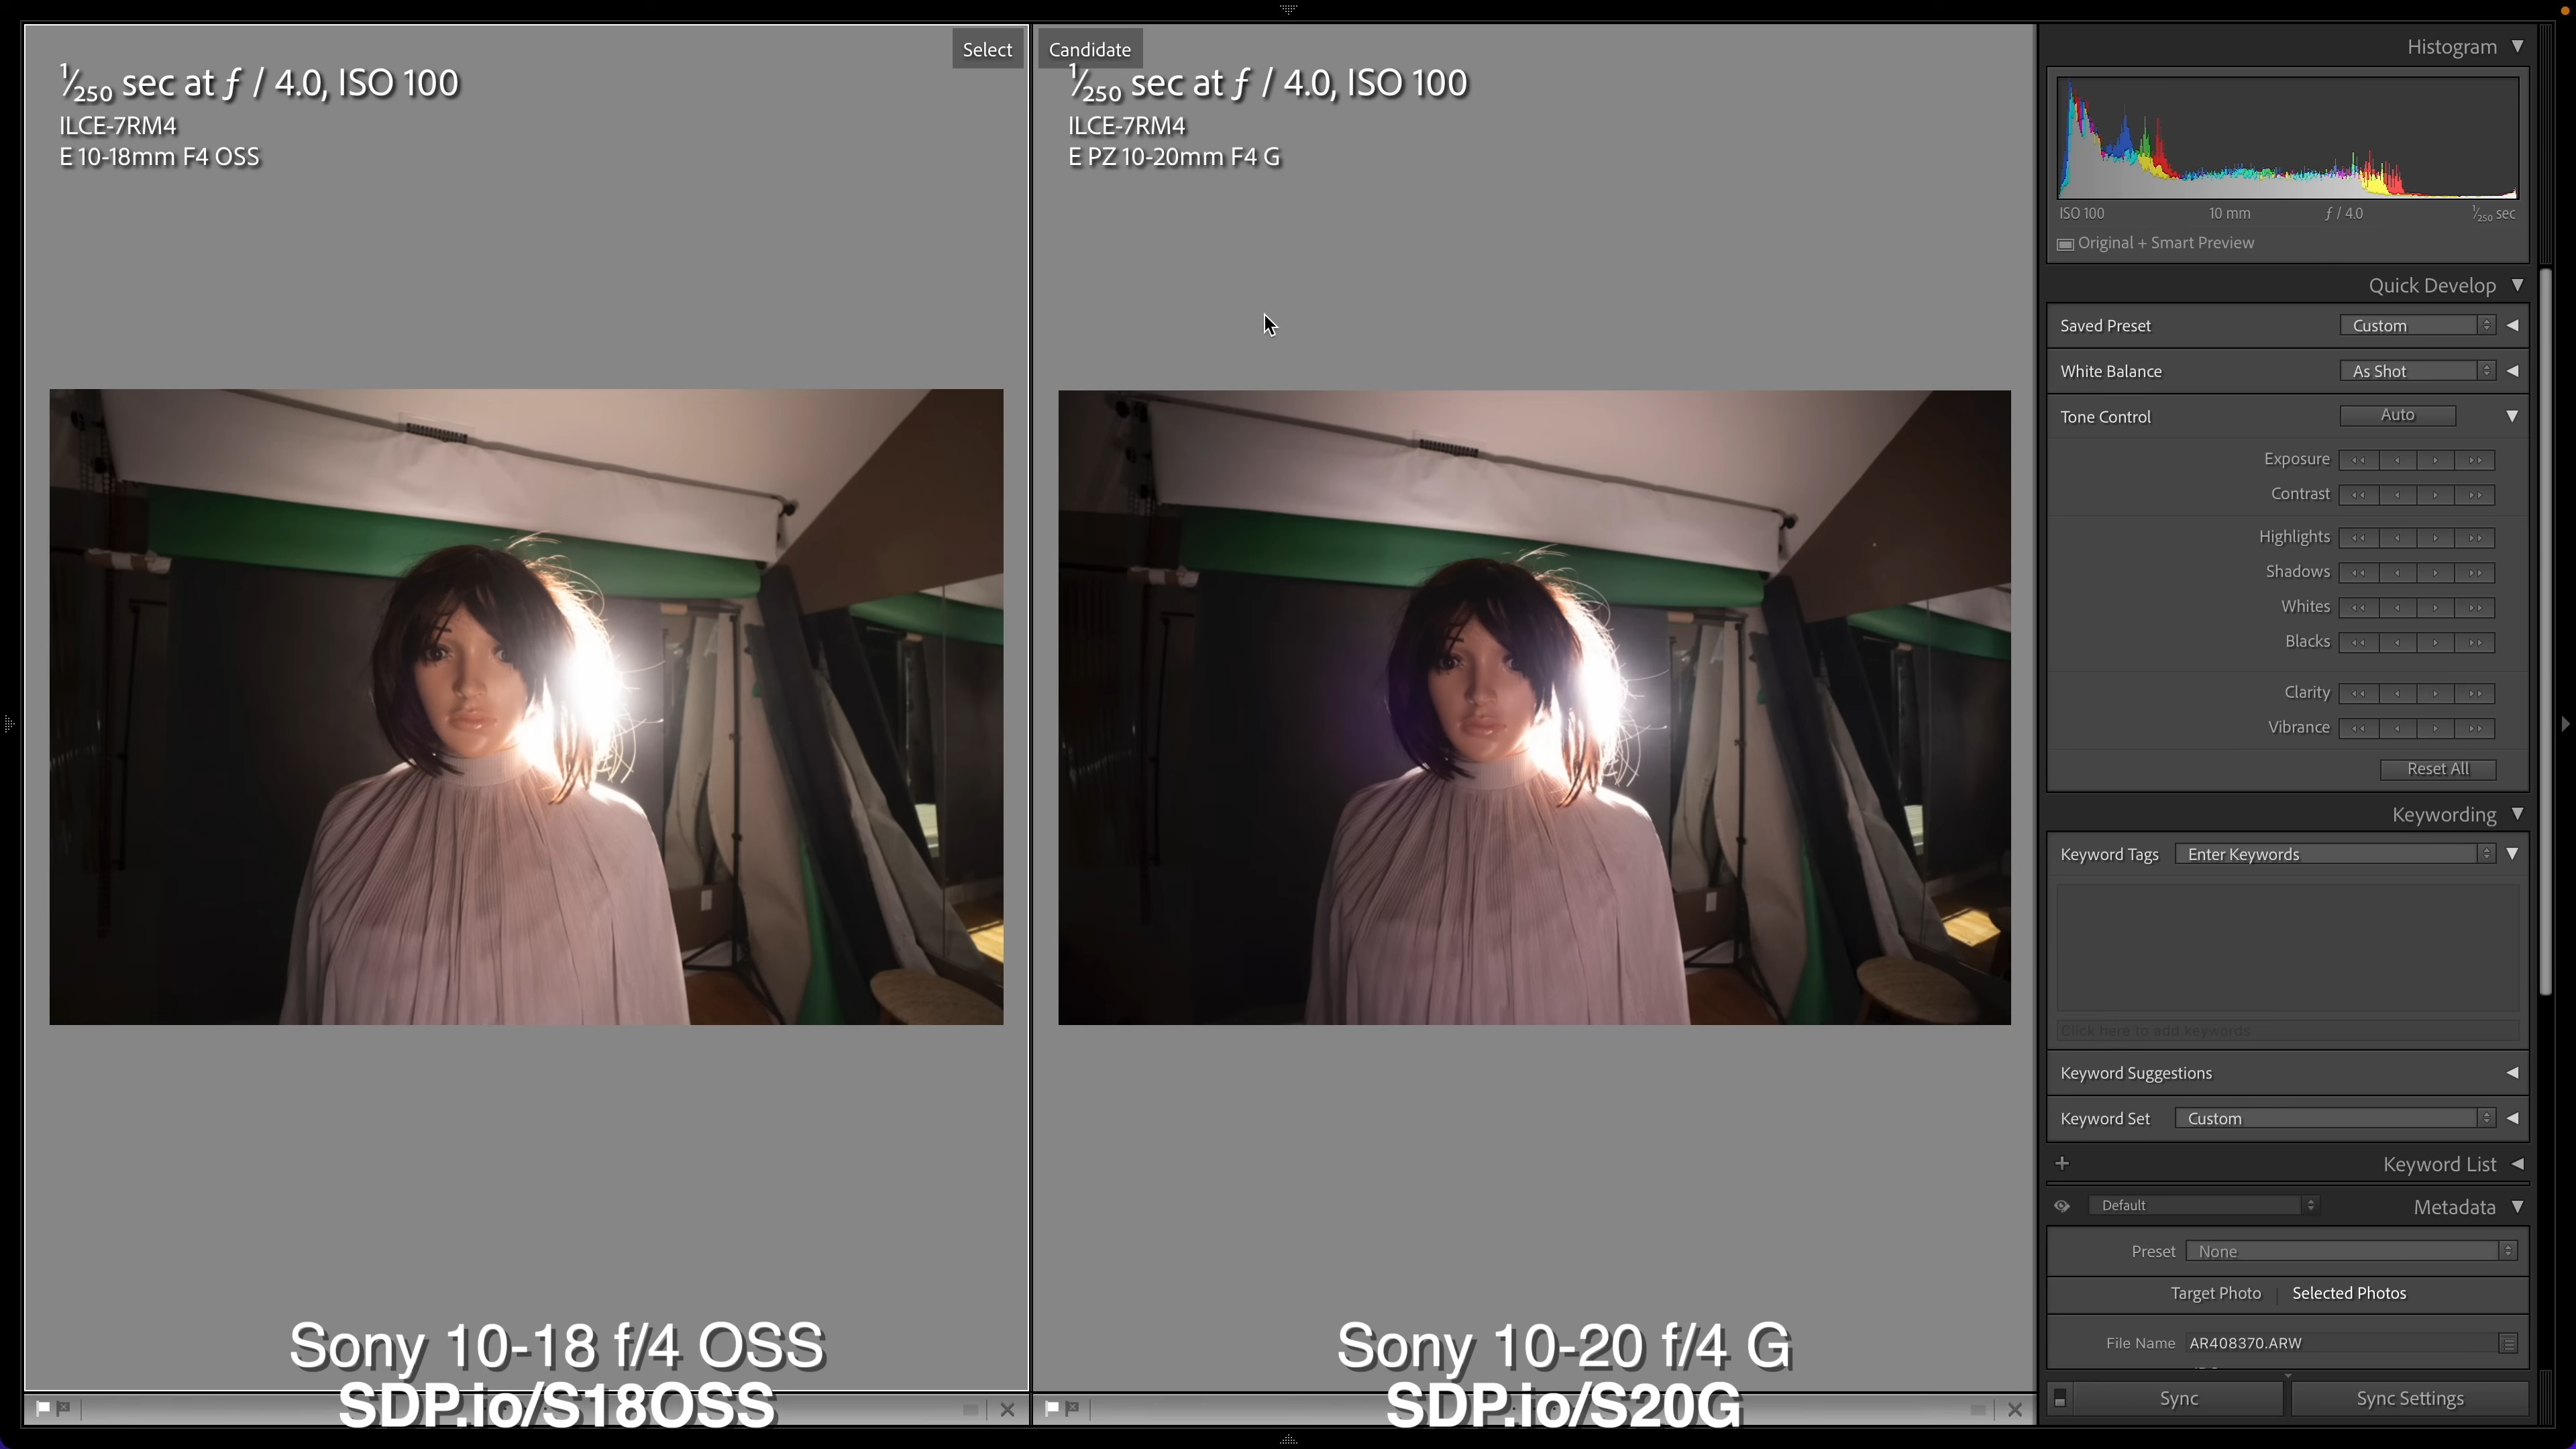 Select
1/250 sec at ƒ / 4.0, ISO 100
ILCE-7RM4
E 10-18mm F4 OSS
Sony 10-18 f/4 OSS
SDP.io/S18OSS
Candidate
1/250 sec at ƒ / 4.0, ISO 100
ILCE-7RM4
E PZ 10-20mm F4 G
Sony 10-20 f/4 G
SDP.io/S20G
Histogram
ISO 100 10 mm ƒ / 4.0 1/250 sec
Original + Smart Preview
Quick Develop
Saved Preset Custom
White Balance As Shot
Tone Control Auto
Exposure
Contrast
Highlights
Shadows
Whites
Blacks
Clarity
Vibrance
Reset All
Keywording
Keyword Tags Enter Keywords
Click here to add keywords
Keyword Suggestions
Keyword Set Custom
Keyword List
Default Metadata
Preset None
Target Photo Selected Photos
File Name AR408370.ARW
Sync Sync Settings